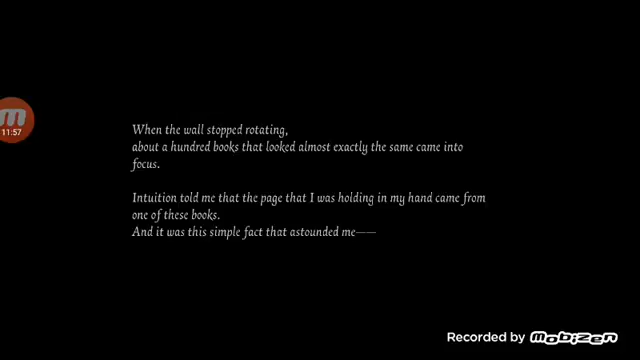 When the wall stopped rotating,
about a hundred books that looked almost exactly the same came into
focus.
Intuition told me that the page that I was holding in my hand came from
one of these books.
And it was this simple fact that astounded me——
11:57
Recorded by mobizen